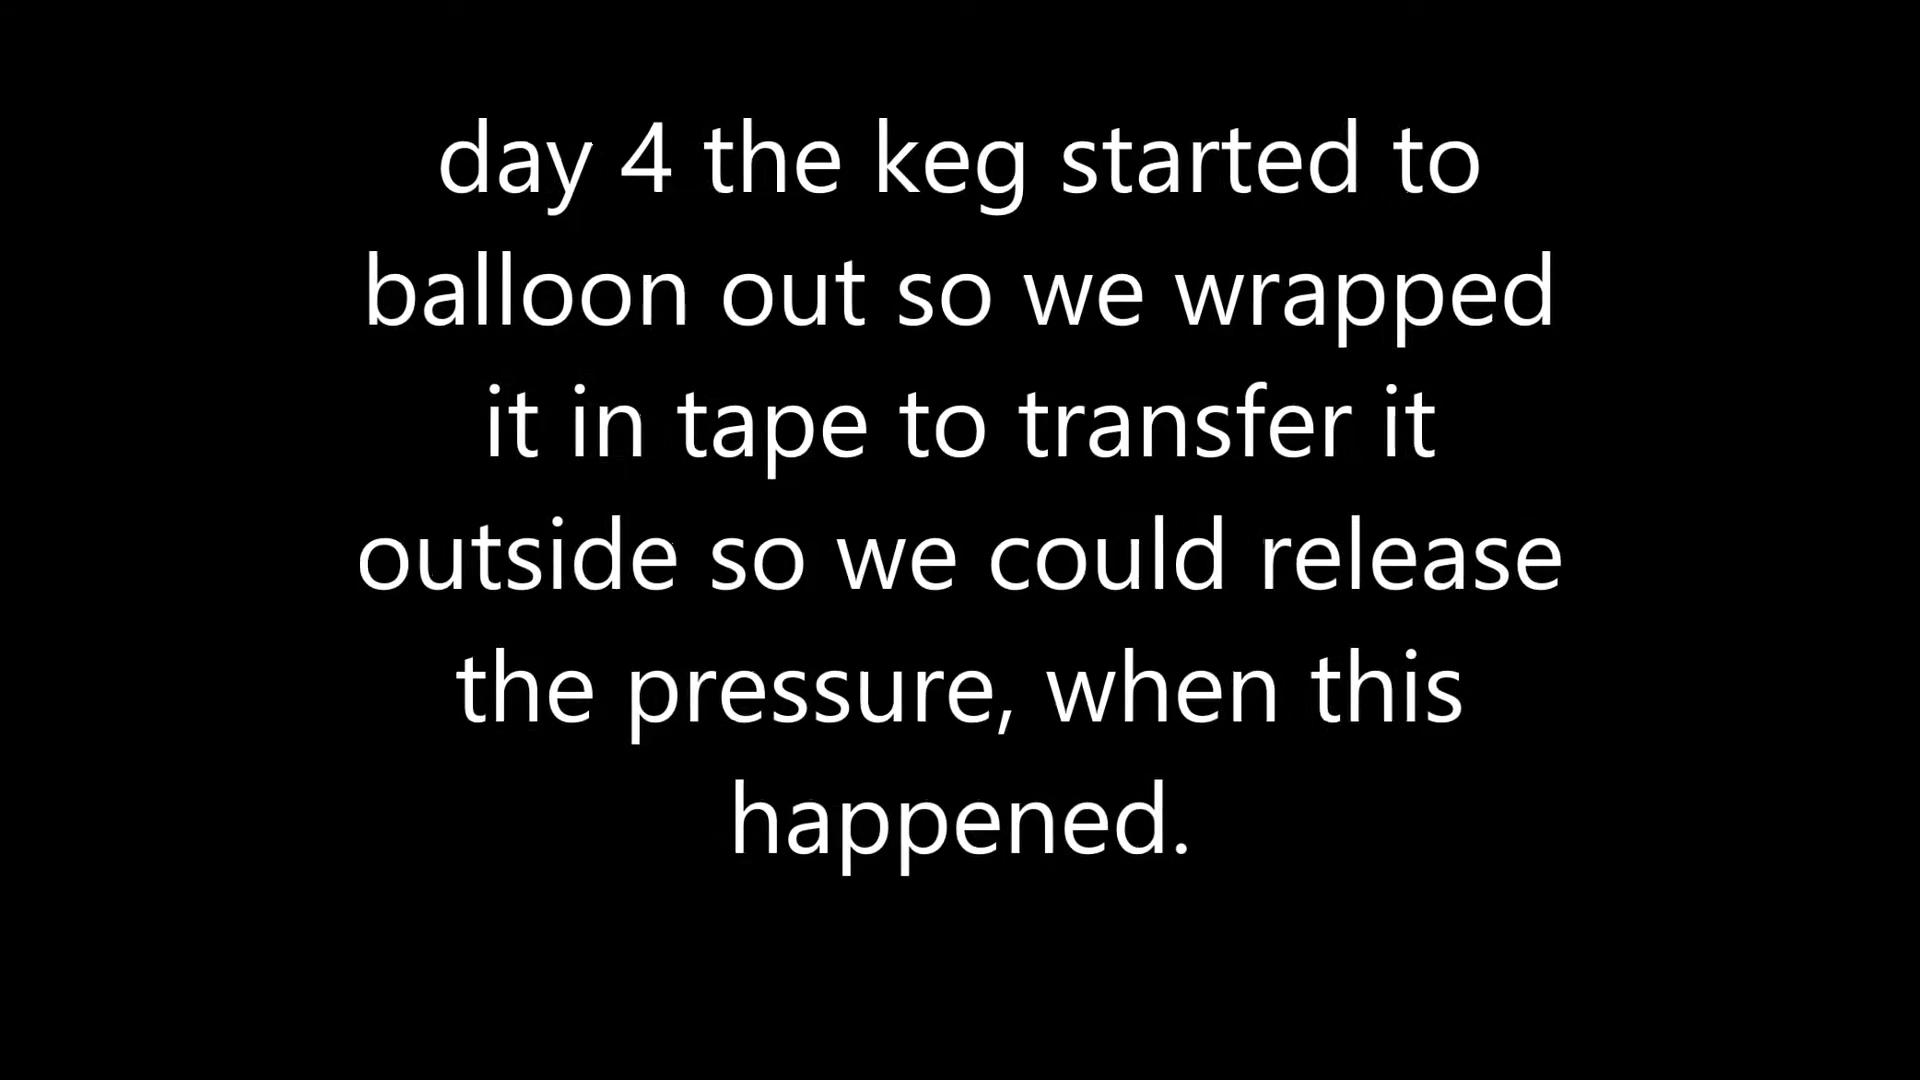 day 4 the keg started to
balloon out so we wrapped
it in tape to transfer it
outside so we could release
the pressure, when this
happened.